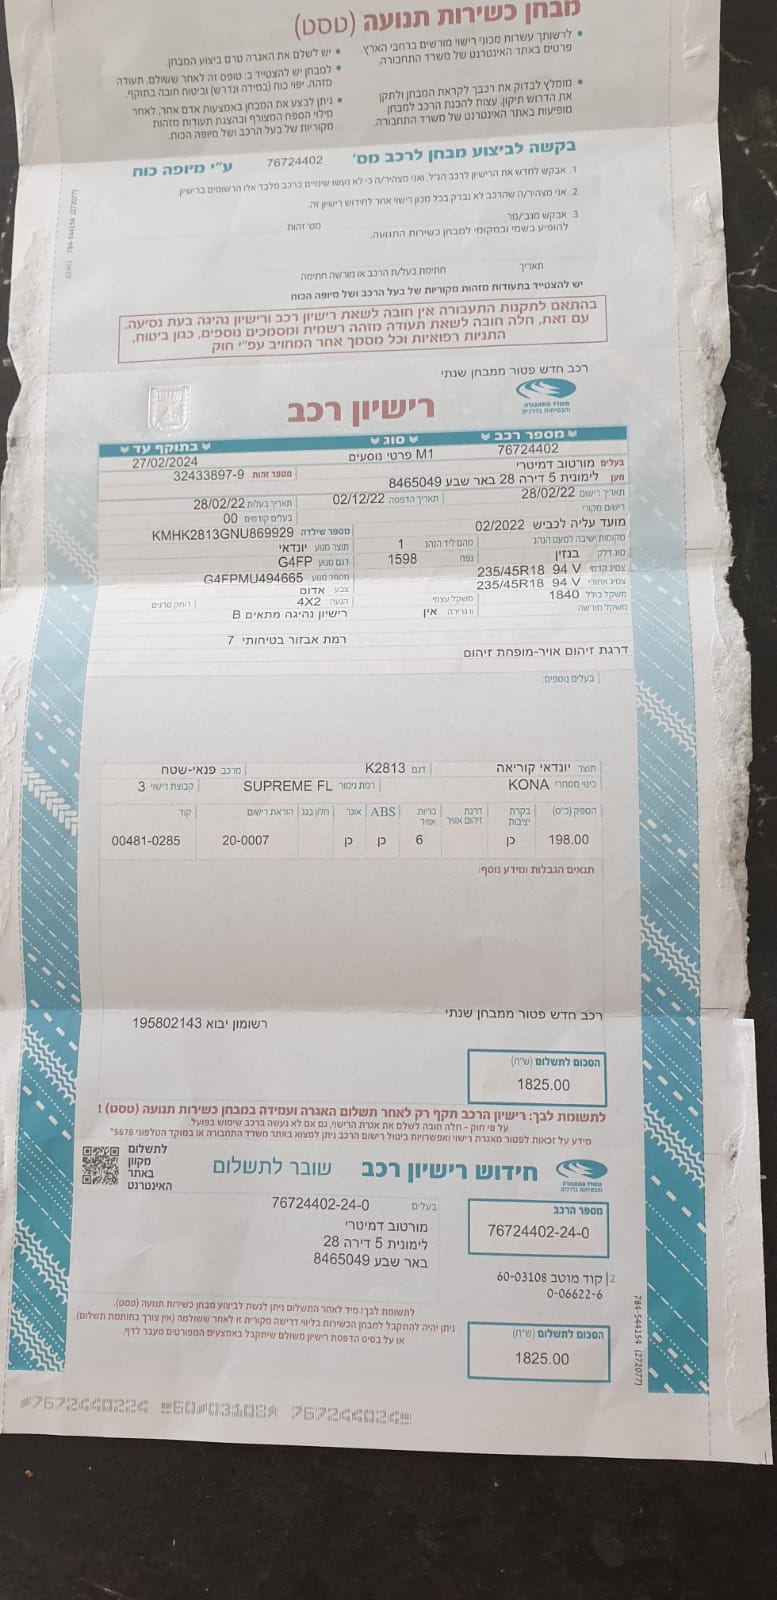 מבחן כשירות תנועה (טסט)
• לרשותך עשרות מכוני רישוי מורשים ברחבי הארץ.
פרטים באתר האינטרנט של משרד התחבורה.
• מומלץ לבדוק את רכבך לקראת המבחן ולתקן
את הדרוש תיקון. עצות להכנת הרכב למבחן
מופיעות באתר האינטרנט של משרד התחבורה.
• יש לשלם את האגרה טרם ביצוע המבחן.
• למבחן יש להצטייד ב: טופס זה לאחר ששולם, תעודה
מזהה, יפוי כוח (במידה ונדרש) וביטוח חובה בתוקף.
• ניתן לבצע את המבחן באמצעות אדם אחר, לאחר
מילוי הספח המצורף ובהצגת תעודות מזהות
מקוריות של בעל הרכב ושל מיופה הכוח.
בקשה לביצוע מבחן לרכב מס' 76724402 ע"י מיופה כוח
1. אבקש לחדש את הרישיון לרכב הנ"ל, ואני מצהיר/ה כי לא נעשו שינויים ברכב מלבד אלו הרשומים ברישיון.
2. אני מצהיר/ה שהרכב לא נבדק בכל מכון רישוי אחר לחידוש רישיון זה.
3. אבקש מגב'/מר מס' זהות
להופיע בשמי ובמקומי למבחן כשירות התנועה.
תאריך חתימת בעל/ת הרכב או מורשה חתימה
יש להצטייד בתעודות מזהות מקוריות של בעל הרכב ושל מיופה הכוח
784-544154 (272077)
בהתאם לתקנות התעבורה אין חובה לשאת רישיון רכב ורישיון נהיגה בעת נסיעה.
עם זאת, חלה חובה לשאת תעודה מזהה רשמית ומסמכים נוספים, כגון ביטוח,
התניות רפואיות וכל מסמך אחר המחויב עפ"י חוק
רכב חדש פטור ממבחן שנתי
משרד התחבורה
והבטיחות בדרכים
רישיון רכב
מספר רכב סוג בתוקף עד
76724402 M1 פרטי נוסעים 27/02/2024
בעלים מורטוב דמיטרי מספר זהות 32433897-9
מען לימונית 5 דירה 28 באר שבע 8465049
תאריך רישום 28/02/22 תאריך הדפסה 02/12/22 תאריך בעלות 28/02/22
רישום מקורי בעלים קודמים 00
מועד עליה לכביש 02/2022 מספר שילדה KMHK2813GNU869929
מקומות ישיבה למעט הנהג מהם ליד הנהג 1 תוצר מנוע יונדאי
סוג דלק בנזין נפח 1598 דגם מנוע G4FP
צמיג קדמי 235/45R18 94 V מספר מנוע G4FPMU494665
צמיג אחורי 235/45R18 94 V צבע אדום
משקל כולל 1840 משקל עצמי הנעה 4X2 רוחק סרנים
משקל מורשה וו גרירה אין רישיון נהיגה מתאים B
רמת אבזור בטיחותי 7
דרגת זיהום אויר-מופחת זיהום
בעלים נוספים:
תוצר יונדאי קוריאה דגם K2813 מרכב פנאי-שטח
כינוי מסחרי KONA רמת גימור SUPREME FL קבוצת רישוי 3
הספק (כ"ס) בקרת יציבות דרגת זיהום אוויר כריות אוויר ABS אוט' חלון בגג הוראת רישום קוד
198.00 כן 6 כן כן 20-0007 00481-0285
תנאים הגבלות ומידע נוסף:
רכב חדש פטור ממבחן שנתי
רשומון יבוא 195802143
הסכום לתשלום (ש"ח)
1825.00
לתשומת לבך: רישיון הרכב תקף רק לאחר תשלום האגרה ועמידה במבחן כשירות תנועה (טסט) !
על פי חוק - חלה חובה לשלם את אגרת הרישוי, גם אם לא נעשה ברכב שימוש בפועל.
מידע על זכאות לפטור מאגרת רישוי ואפשרויות ביטול רישום הרכב ניתן למצוא באתר משרד התחבורה או במוקד הטלפוני 5678*
משרד התחבורה
והבטיחות בדרכים
חידוש רישיון רכב שובר לתשלום
לתשלום
מקוון
באתר
האינטרנט
מספר הרכב
76724402-24-0
בעלים 76724402-24-0
מורטוב דמיטרי
לימונית 5 דירה 28
באר שבע 8465049
2 קוד מוטב 60-03108
0-06622-6
לתשומת לבך! מיד לאחר התשלום ניתן לגשת לביצוע מבחן כשירות תנועה (טסט).
ניתן יהיה להתקבל למבחן הכשירות בליווי דרישה מקורית זו לאחר ששולמה (אין צורך בחותמת תשלום)
או על בסיס הדפסת רישיון משולם שיתקבל באמצעים המפורטים מעבר לדף.
הסכום לתשלום (ש"ח)
1825.00
784-544154 (272077)